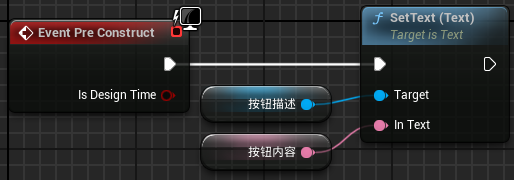 Event Pre Construct
Is Design Time
按钮描述
按钮内容
SetText (Text)
Target is Text
Target
In Text